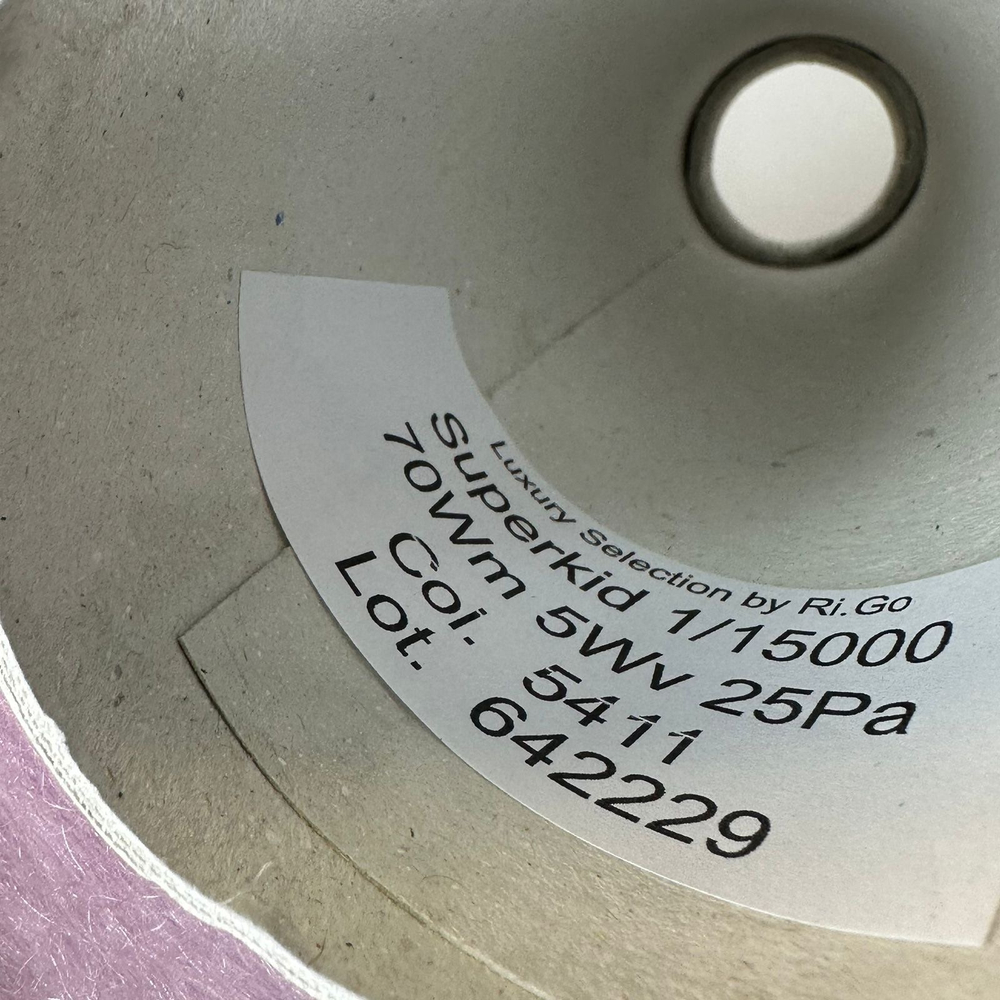 Luxury Selection by Ri.Go
Superkid 1/15000
70Wm 5Wv 25Pa
Col. 5411
Lot. 642229